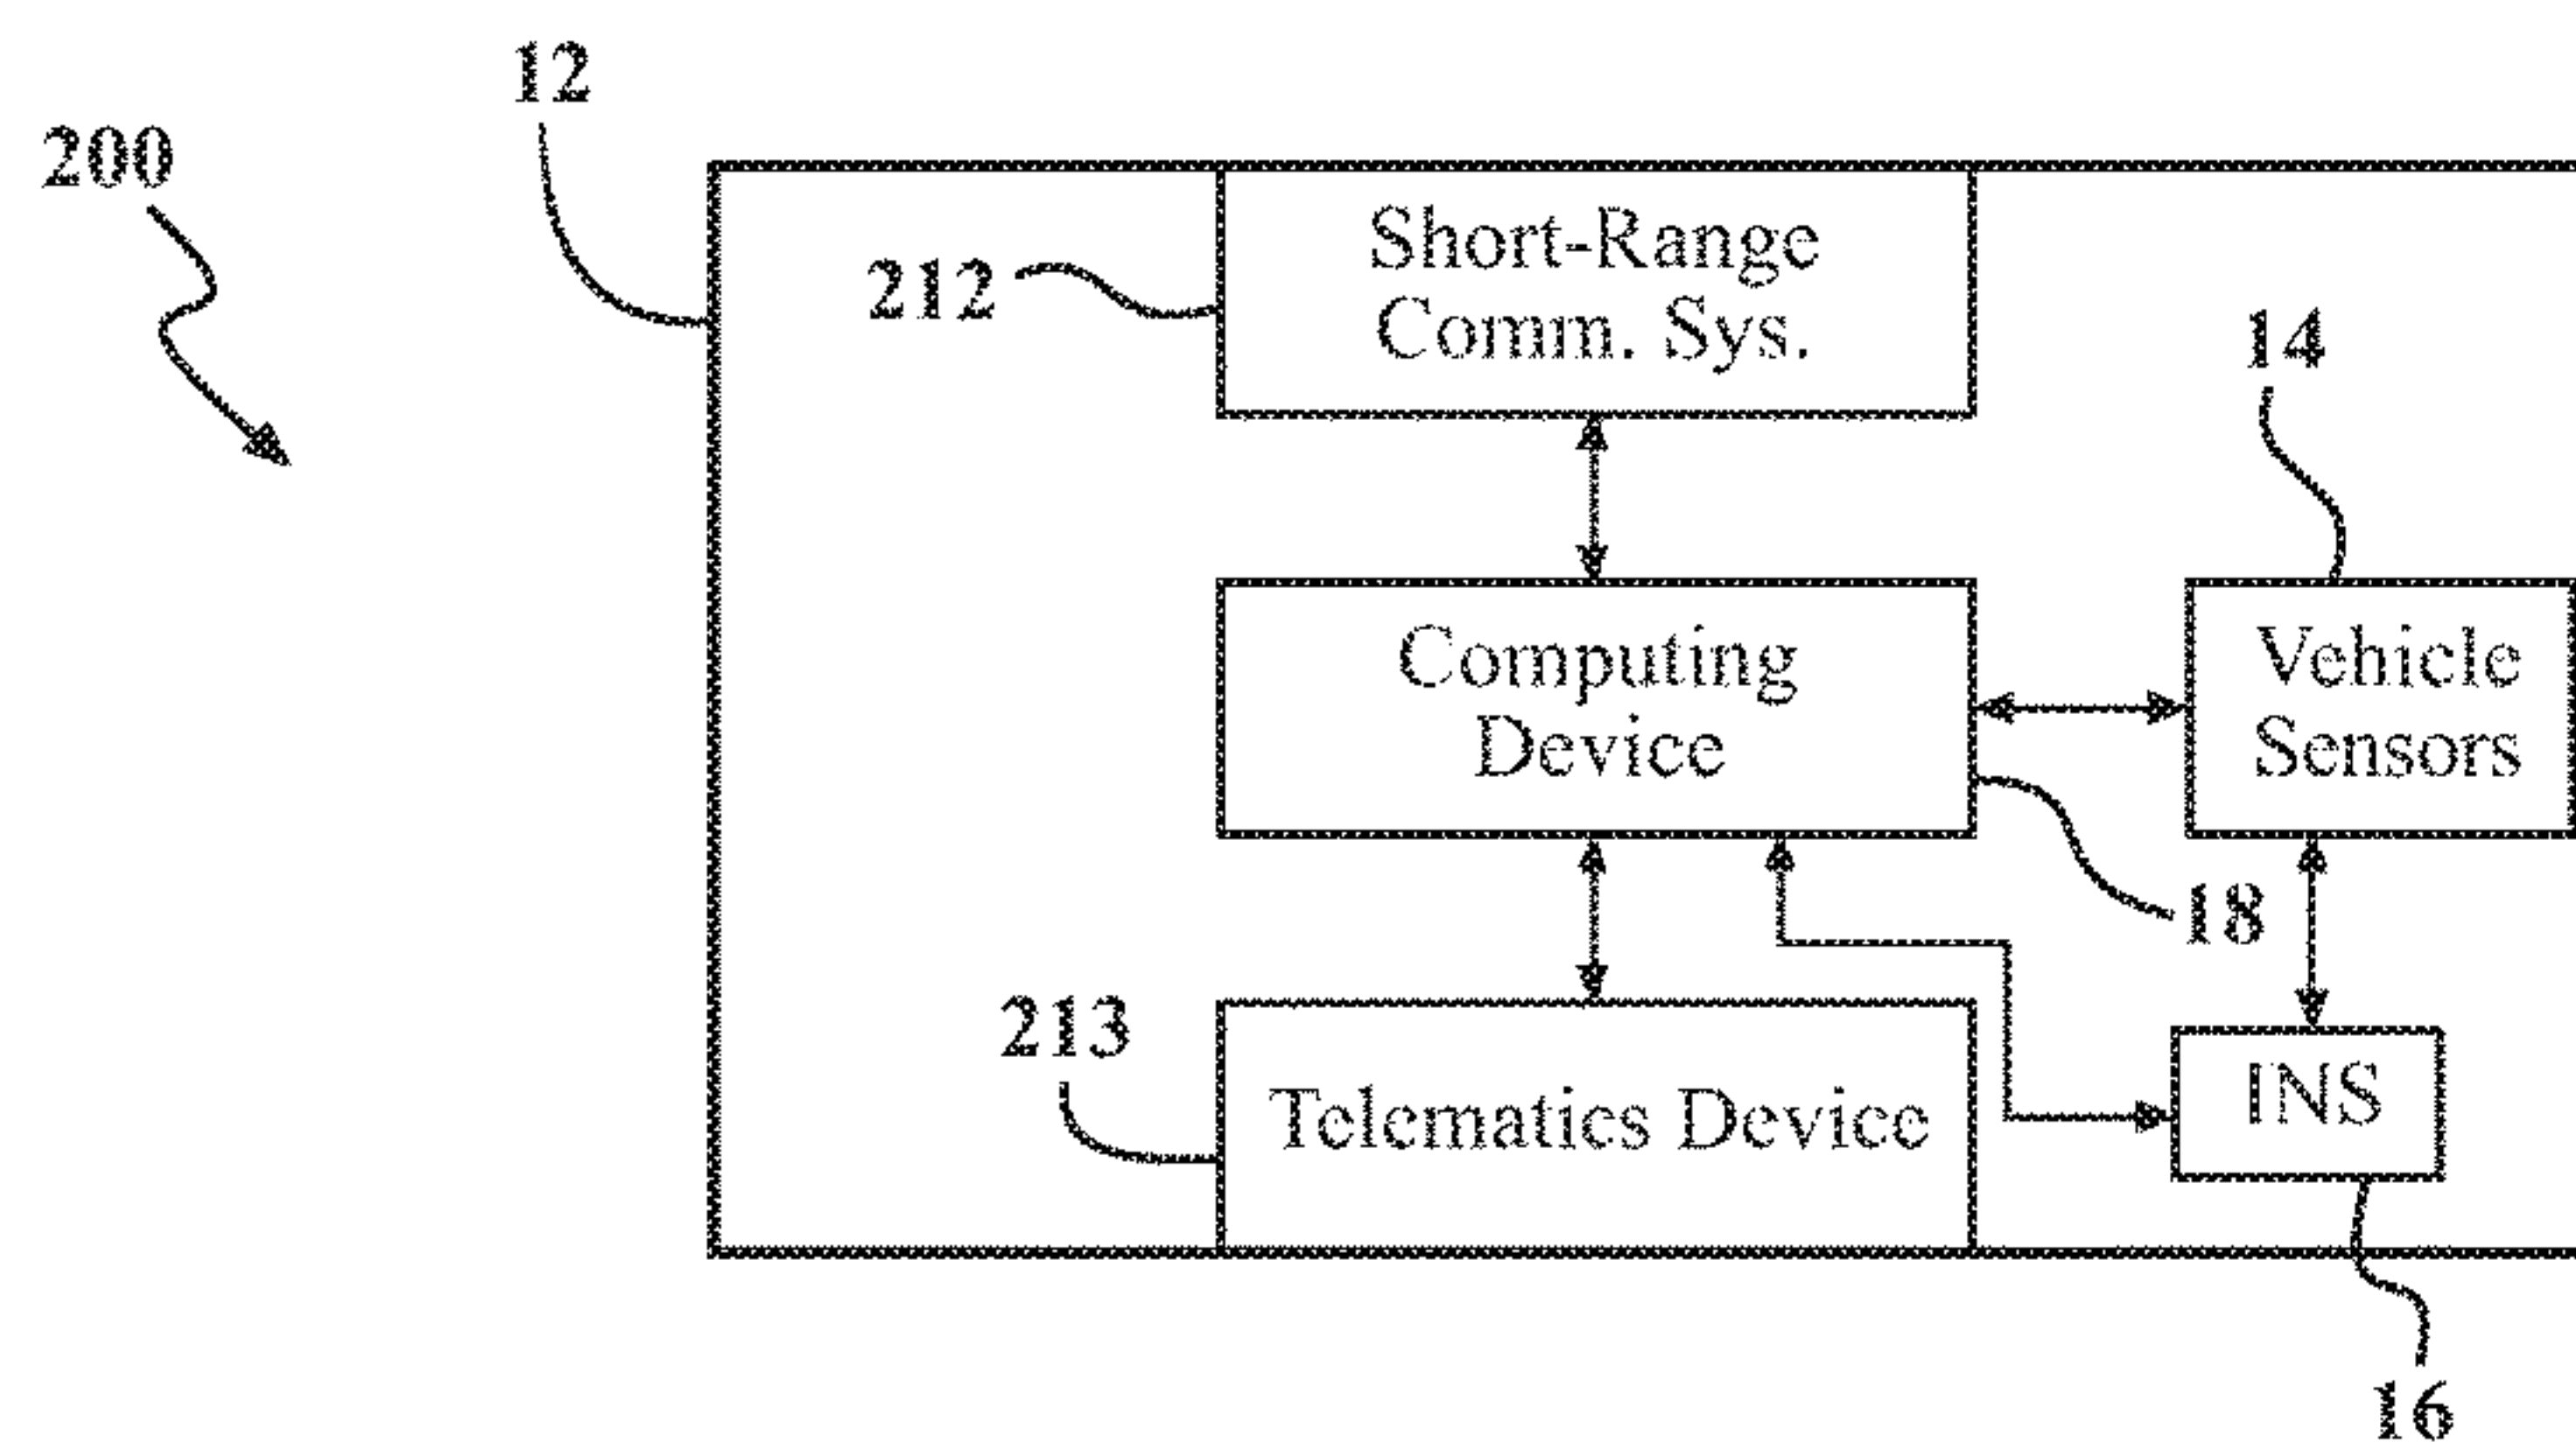 12
200
Short-Range
Comm. Sys.
212
14
Computing
Device
Vehicle
Sensors
18
213
Telematics Device
INS
16